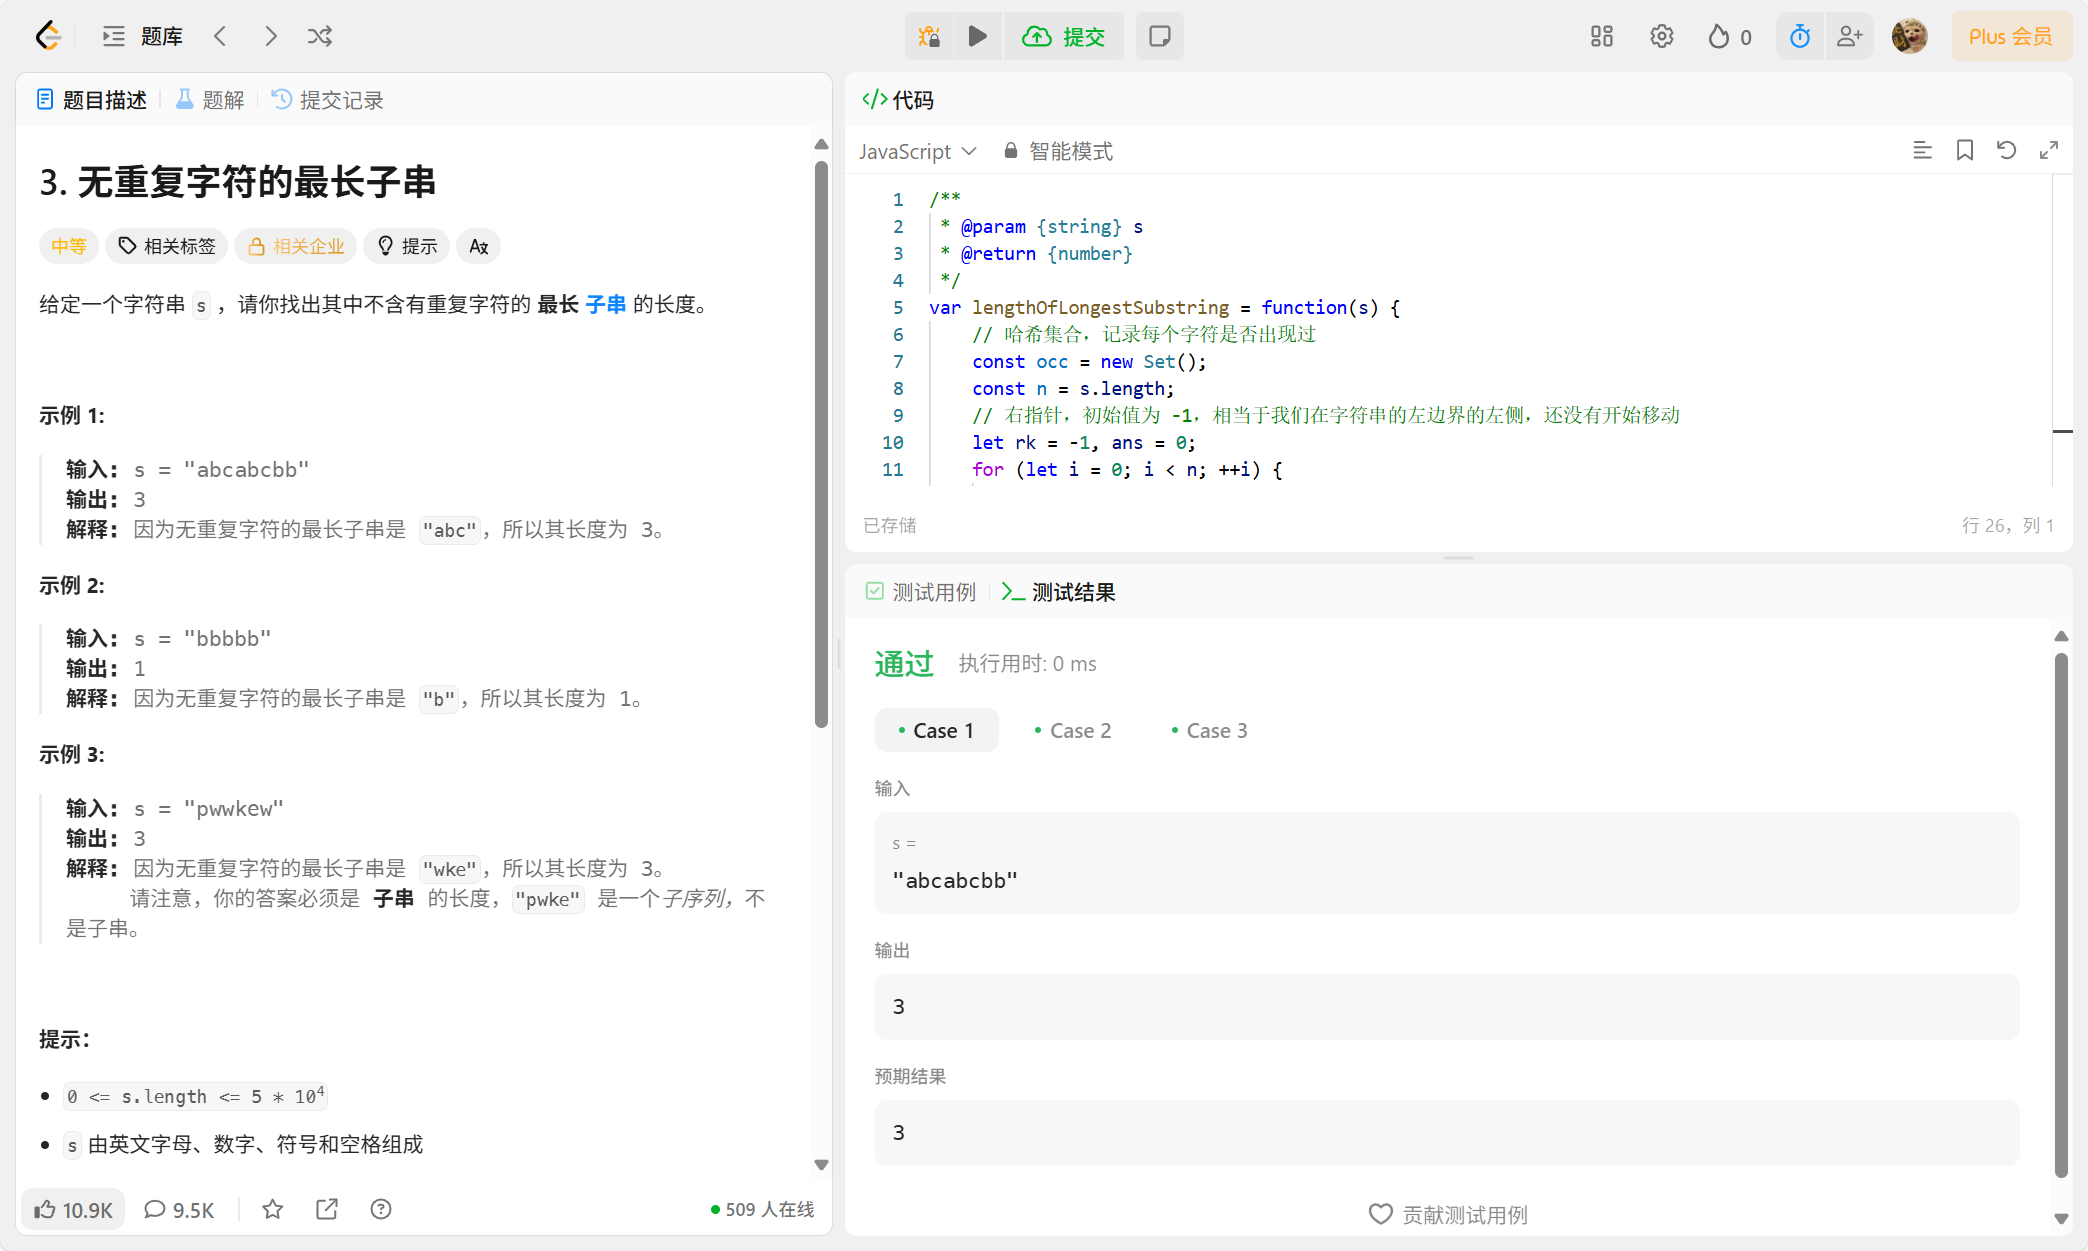 题库
提交
0
Plus 会员
题目描述
题解
提交记录
3. 无重复字符的最长子串
中等
相关标签
相关企业
提示
给定一个字符串 s ，请你找出其中不含有重复字符的 最长 子串 的长度。
示例 1:
输入: s = "abcabcbb"
输出: 3
解释: 因为无重复字符的最长子串是 "abc"，所以其长度为 3。
示例 2:
输入: s = "bbbbb"
输出: 1
解释: 因为无重复字符的最长子串是 "b"，所以其长度为 1。
示例 3:
输入: s = "pwwkew"
输出: 3
解释: 因为无重复字符的最长子串是 "wke"，所以其长度为 3。
请注意，你的答案必须是 子串 的长度，"pwke" 是一个子序列，不
是子串。
提示：
0 <= s.length <= 5 * 10⁴
s 由英文字母、数字、符号和空格组成
10.9K
9.5K
509 人在线
</> 代码
JavaScript
智能模式
1 /**
2 * @param {string} s
3 * @return {number}
4 */
5 var lengthOfLongestSubstring = function(s) {
6 // 哈希集合，记录每个字符是否出现过
7 const occ = new Set();
8 const n = s.length;
9 // 右指针，初始值为 -1，相当于我们在字符串的左边界的左侧，还没有开始移动
10 let rk = -1, ans = 0;
11 for (let i = 0; i < n; ++i) {
已存储
行 26，列 1
测试用例
测试结果
通过
执行用时: 0 ms
Case 1
Case 2
Case 3
输入
s =
"abcabcbb"
输出
3
预期结果
3
贡献测试用例